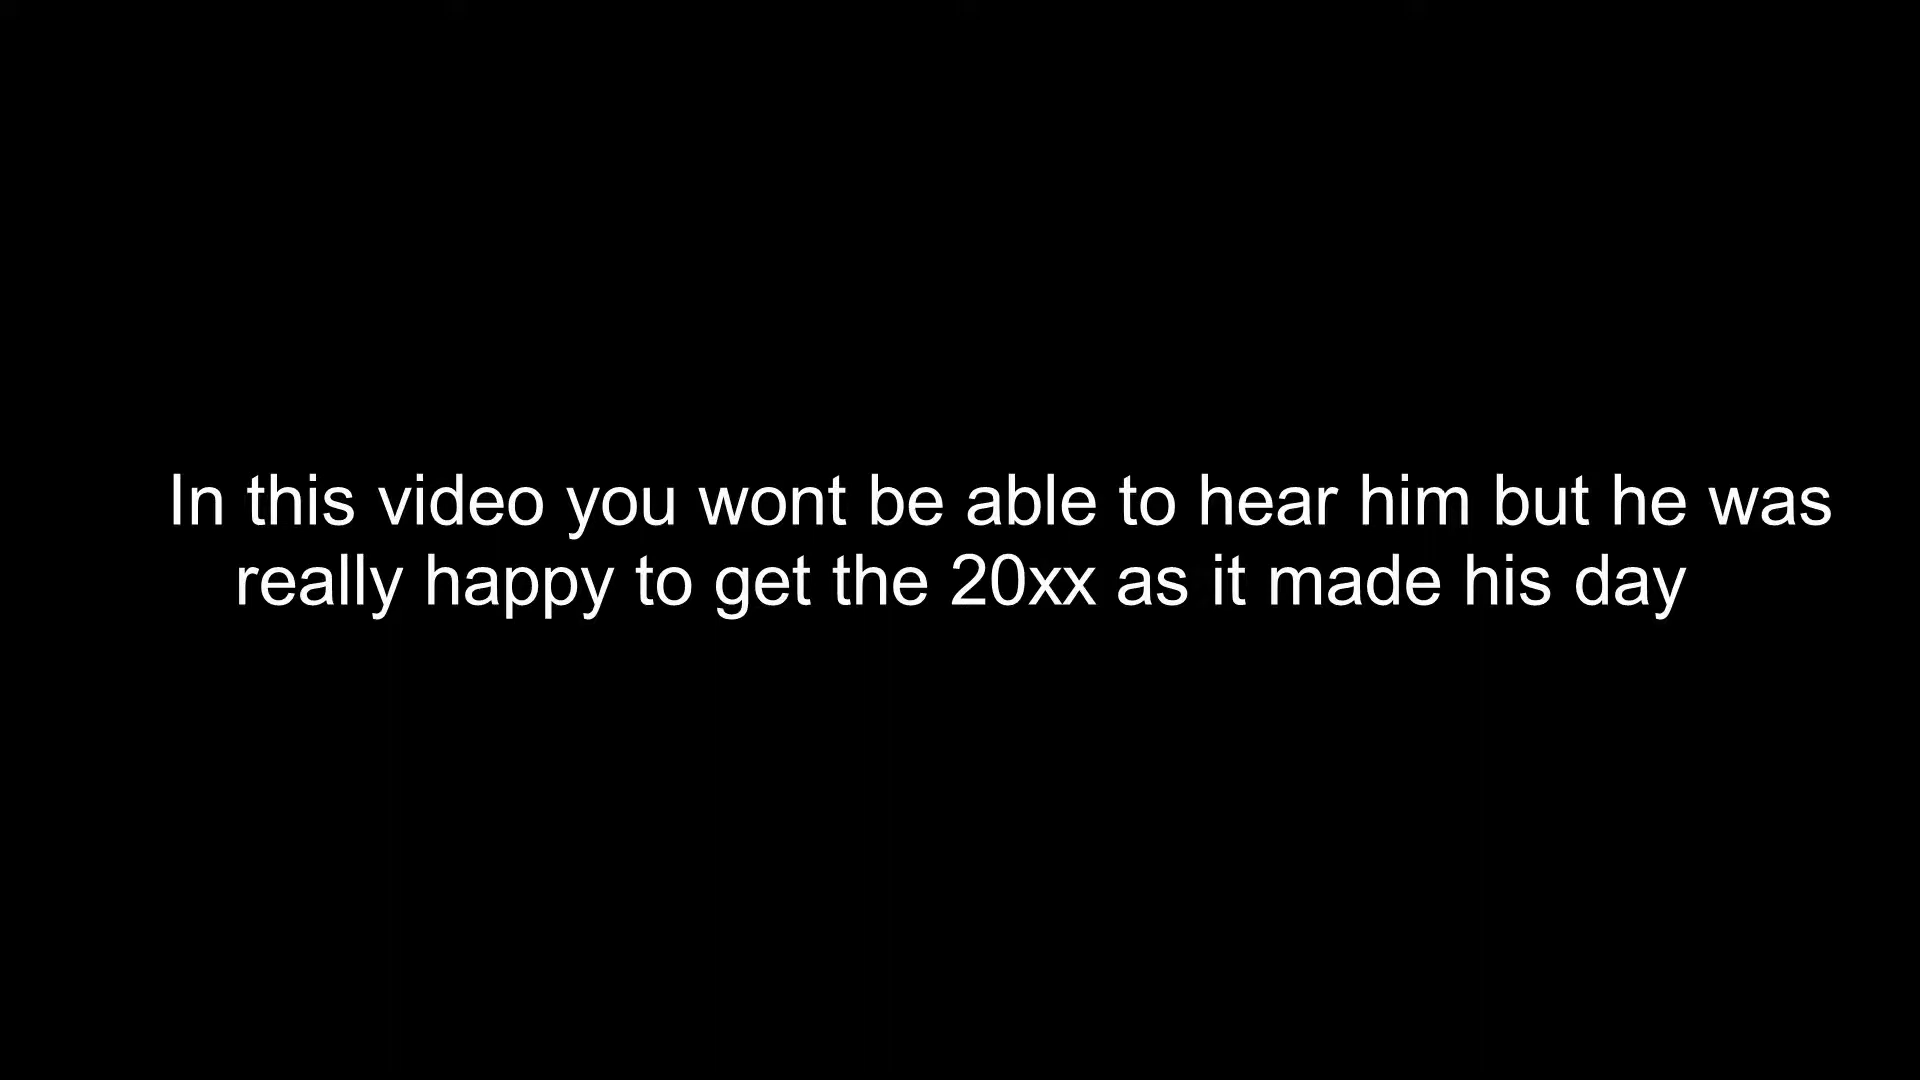 In this video you wont be able to hear him but he was
really happy to get the 20xx as it made his day